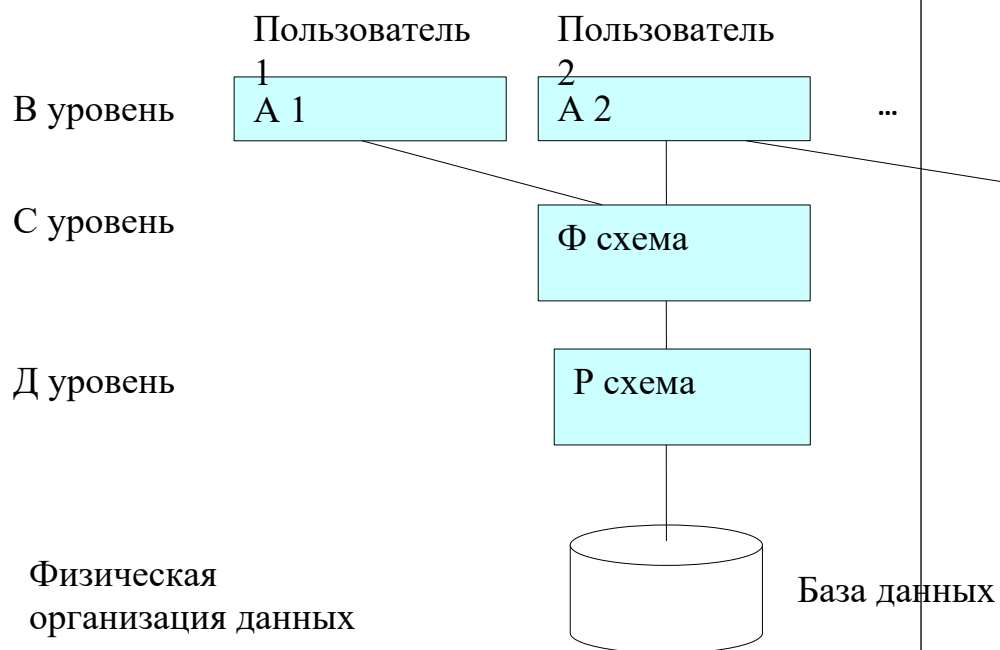 Пользователь
1
Пользователь
2
В уровень
А 1
А 2
...
С уровень
Ф схема
Д уровень
Р схема
Физическая
организация данных
База данных